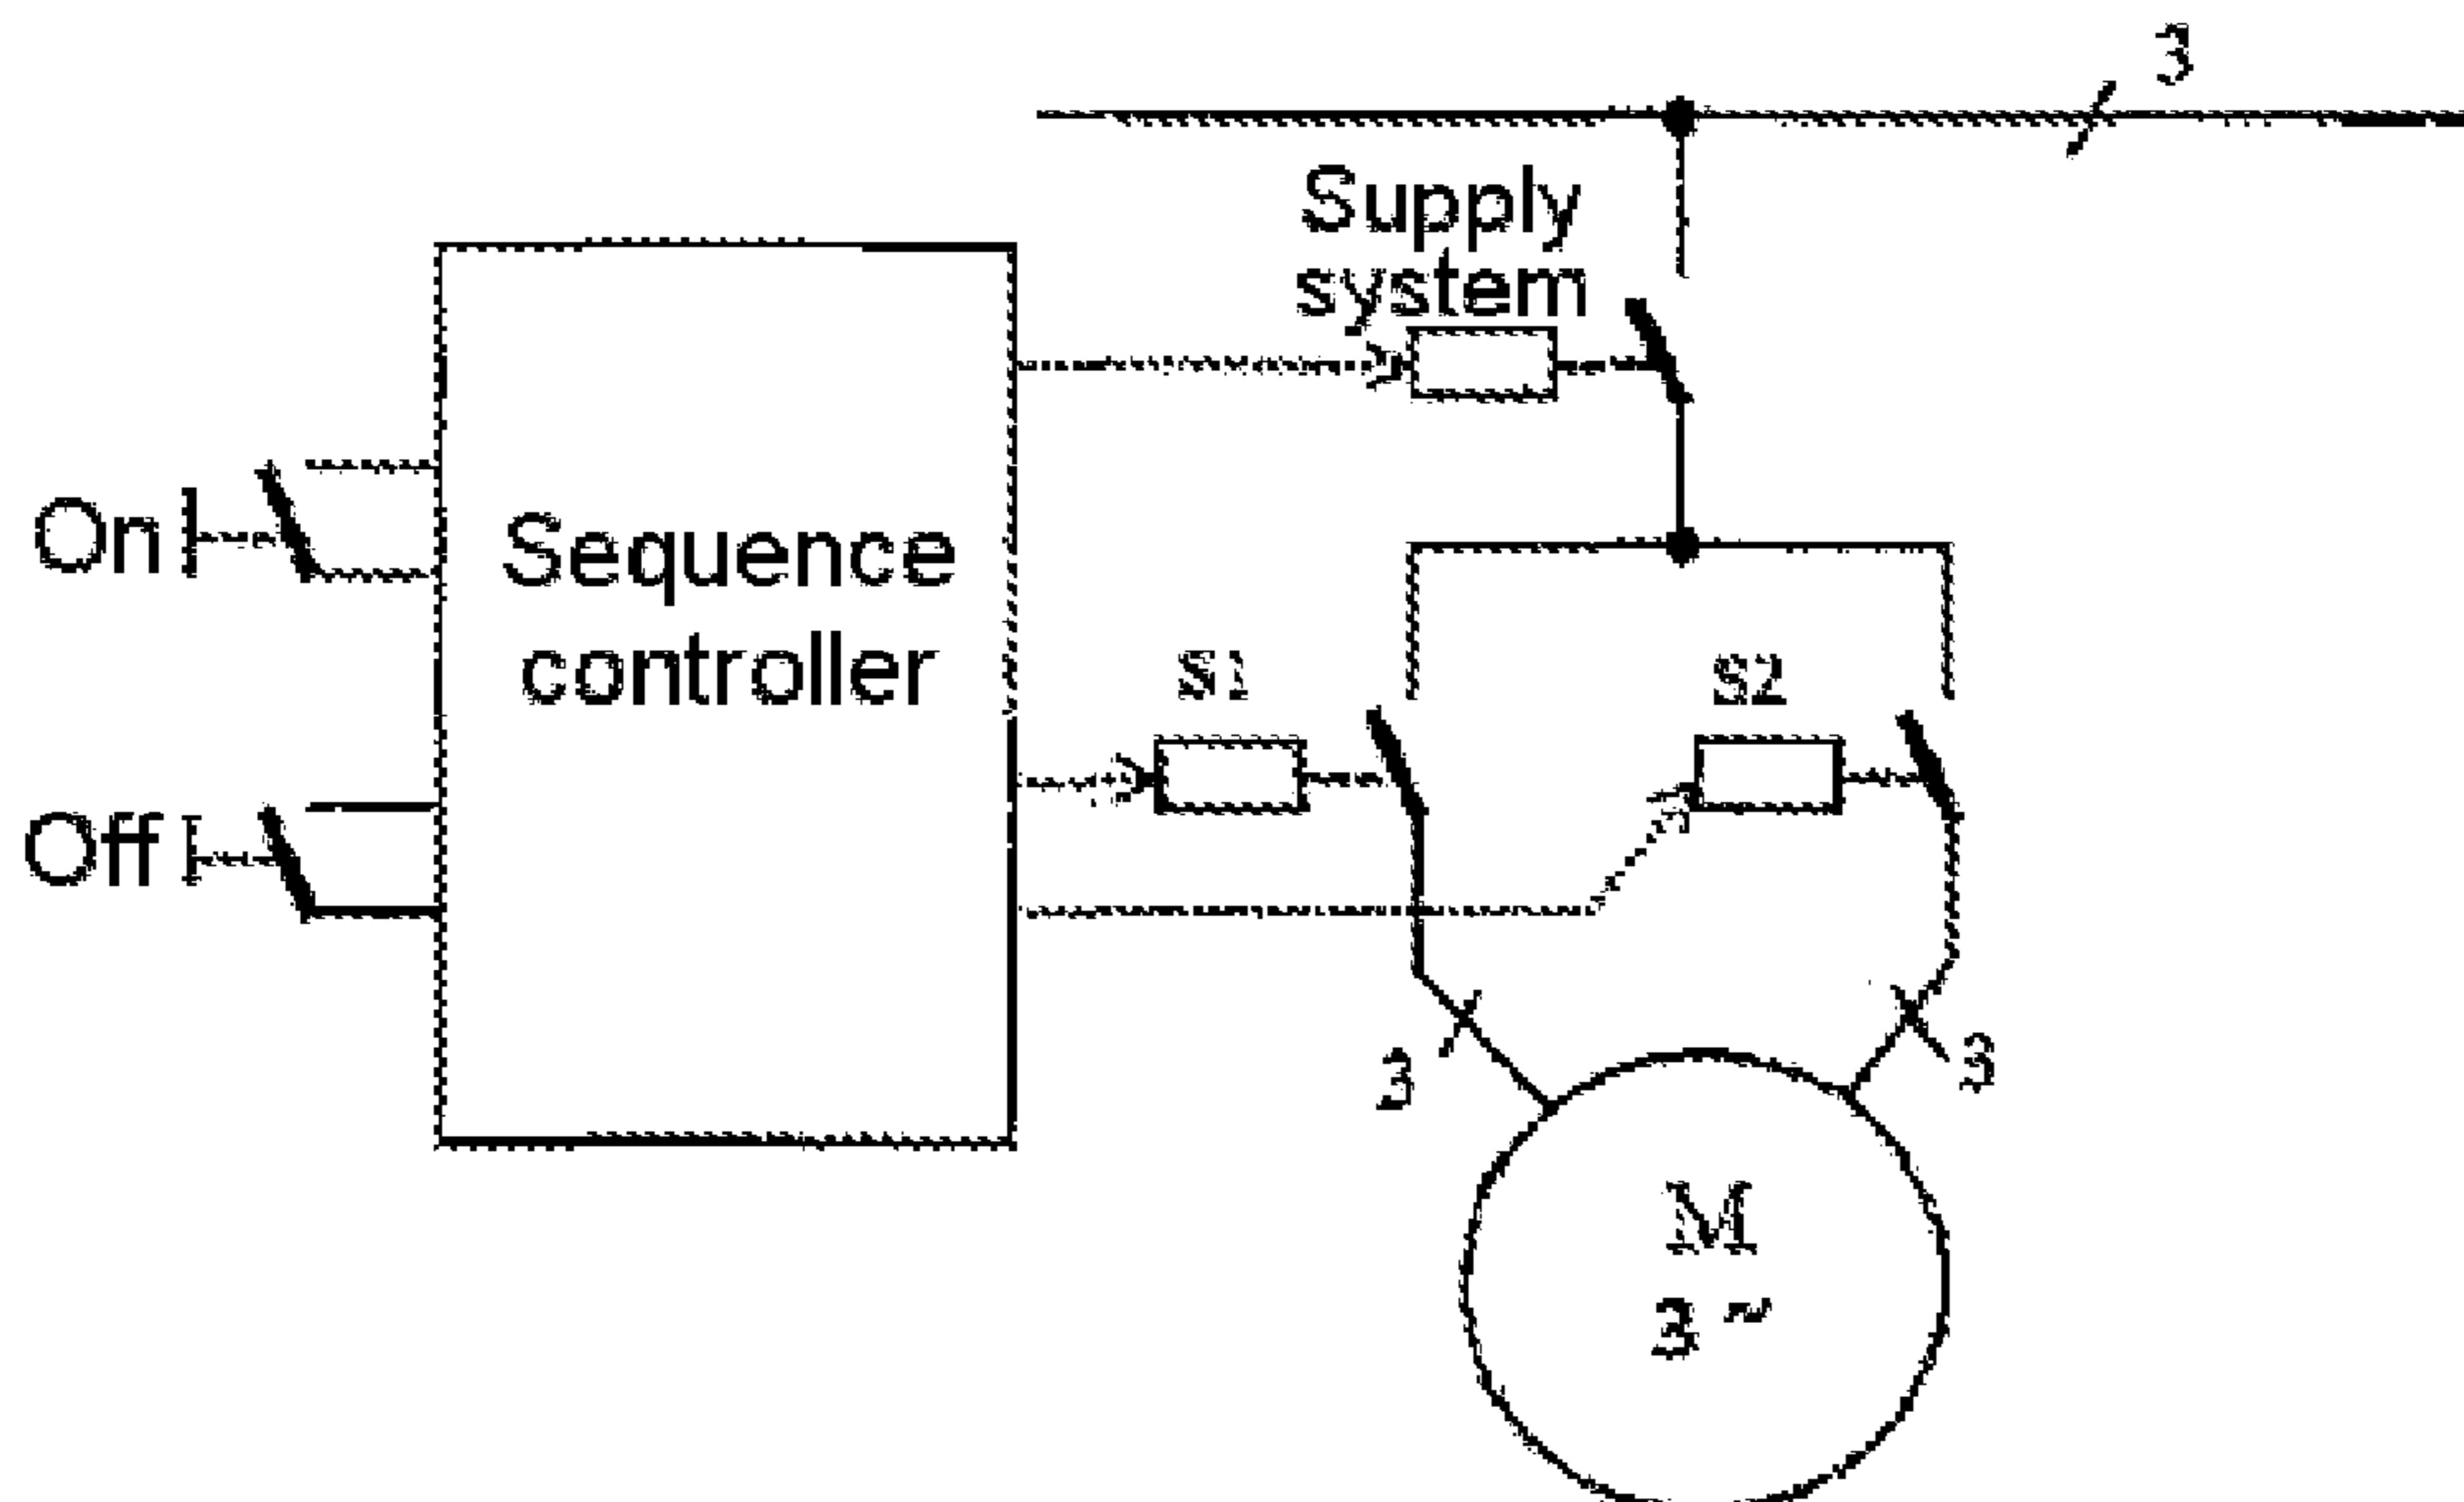 3
Supply
system
On
Sequence
controller
S1
S2
Off
3
3
M
3 ~